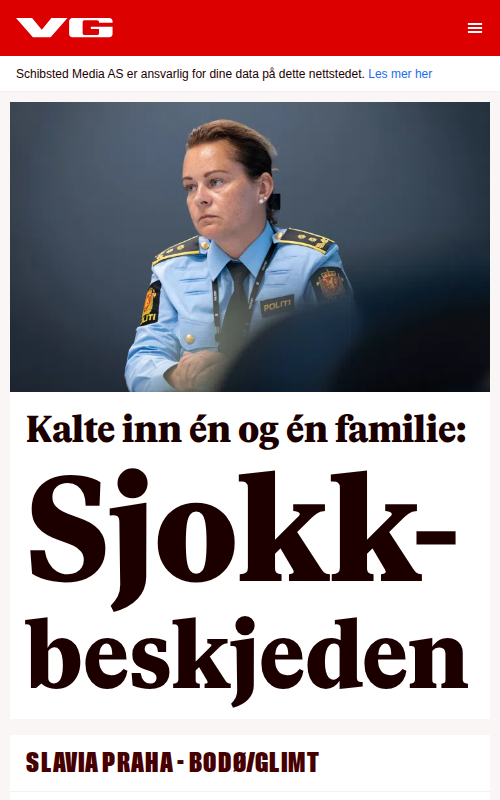 VG
Schibsted Media AS er ansvarlig for dine data på dette nettstedet. Les mer her
POLITI
POLITI
Kalte inn én og én familie:
Sjokk-
beskjeden
SLAVIA PRAHA - BODØ/GLIMT